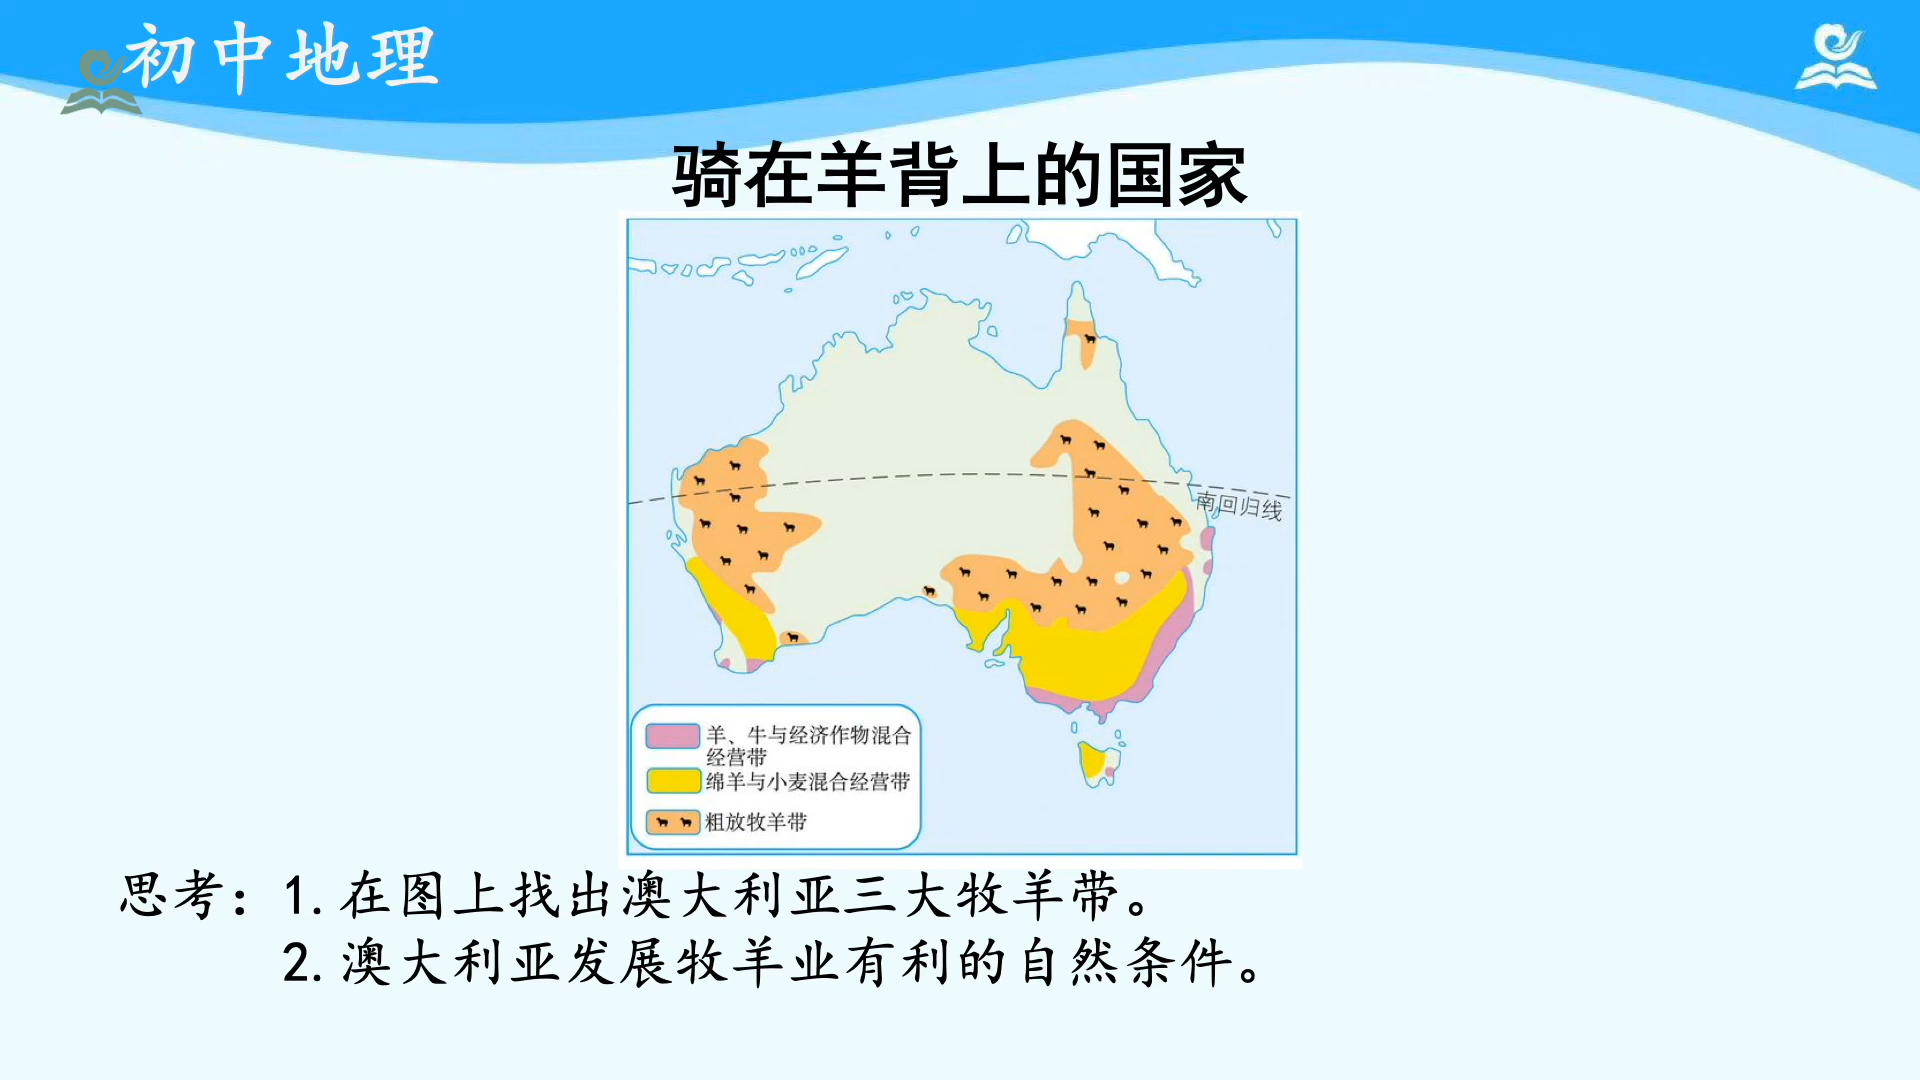 初中地理
骑在羊背上的国家
南回归线
羊、牛与经济作物混合
经营带
绵羊与小麦混合经营带
粗放牧羊带
思考：1.在图上找出澳大利亚三大牧羊带。
2.澳大利亚发展牧羊业有利的自然条件。